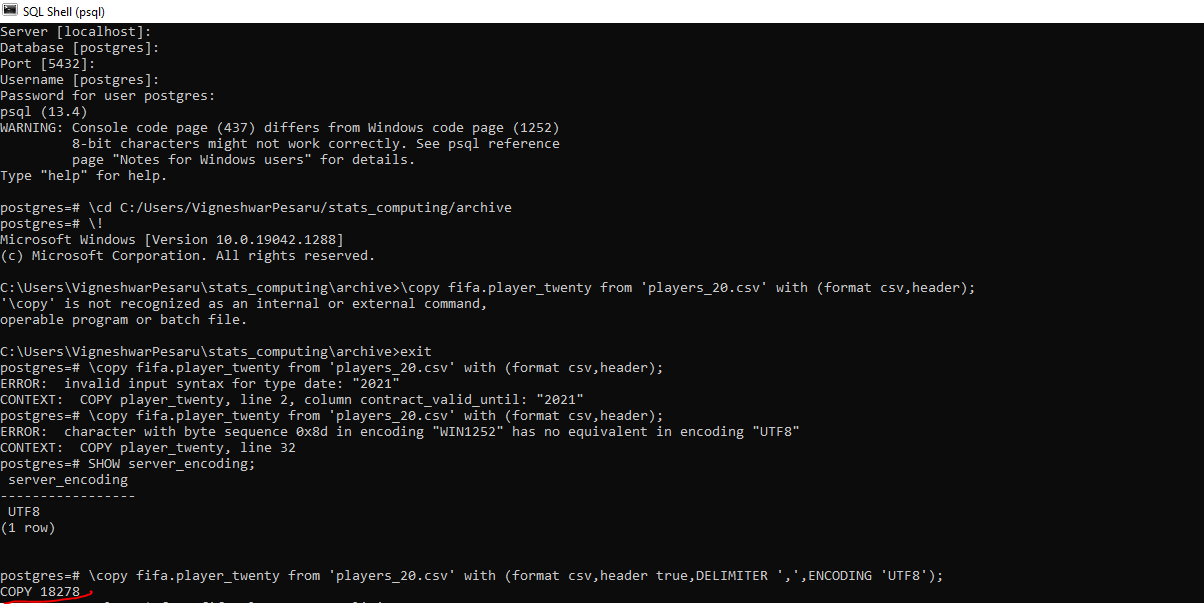 SQL Shell (psql)
Server [localhost]:
Database [postgres]:
Port [5432]:
Username [postgres]:
Password for user postgres:
psql (13.4)
WARNING: Console code page (437) differs from Windows code page (1252)
         8-bit characters might not work correctly. See psql reference
         page "Notes for Windows users" for details.
Type "help" for help.
postgres=# \cd C:/Users/VigneshwarPesaru/stats_computing/archive
postgres=# \!
Microsoft Windows [Version 10.0.19042.1288]
(c) Microsoft Corporation. All rights reserved.
C:\Users\VigneshwarPesaru\stats_computing\archive>\copy fifa.player_twenty from 'players_20.csv' with (format csv,header);
'\copy' is not recognized as an internal or external command,
operable program or batch file.
C:\Users\VigneshwarPesaru\stats_computing\archive>exit
postgres=# \copy fifa.player_twenty from 'players_20.csv' with (format csv,header);
ERROR:  invalid input syntax for type date: "2021"
CONTEXT:  COPY player_twenty, line 2, column contract_valid_until: "2021"
postgres=# \copy fifa.player_twenty from 'players_20.csv' with (format csv,header);
ERROR:  character with byte sequence 0x8d in encoding "WIN1252" has no equivalent in encoding "UTF8"
CONTEXT:  COPY player_twenty, line 32
postgres=# SHOW server_encoding;
 server_encoding
-----------------
 UTF8
(1 row)
postgres=# \copy fifa.player_twenty from 'players_20.csv' with (format csv,header true,DELIMITER ',',ENCODING 'UTF8');
COPY 18278